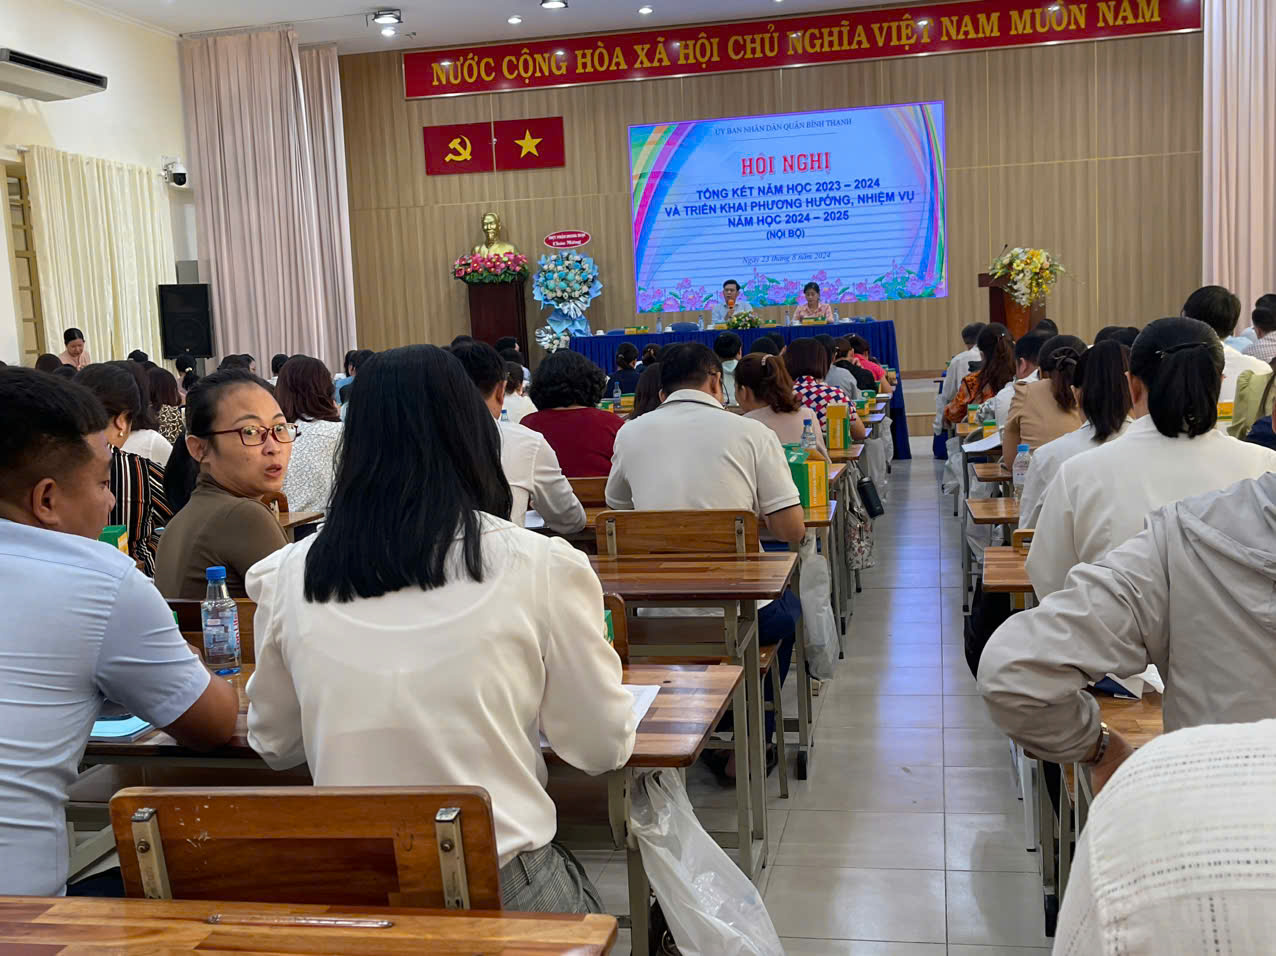 NƯỚC CỘNG HÒA XÃ HỘI CHỦ NGHĨA VIỆT NAM MUÔN NĂM
ỦY BAN NHÂN DÂN QUẬN BÌNH THẠNH
HỘI NGHỊ
TỔNG KẾT NĂM HỌC 2023 – 2024
VÀ TRIỂN KHAI PHƯƠNG HƯỚNG, NHIỆM VỤ
NĂM HỌC 2024 – 2025
(NỘI BỘ)
Ngày 23 tháng 8 năm 2024
Chúc Mừng